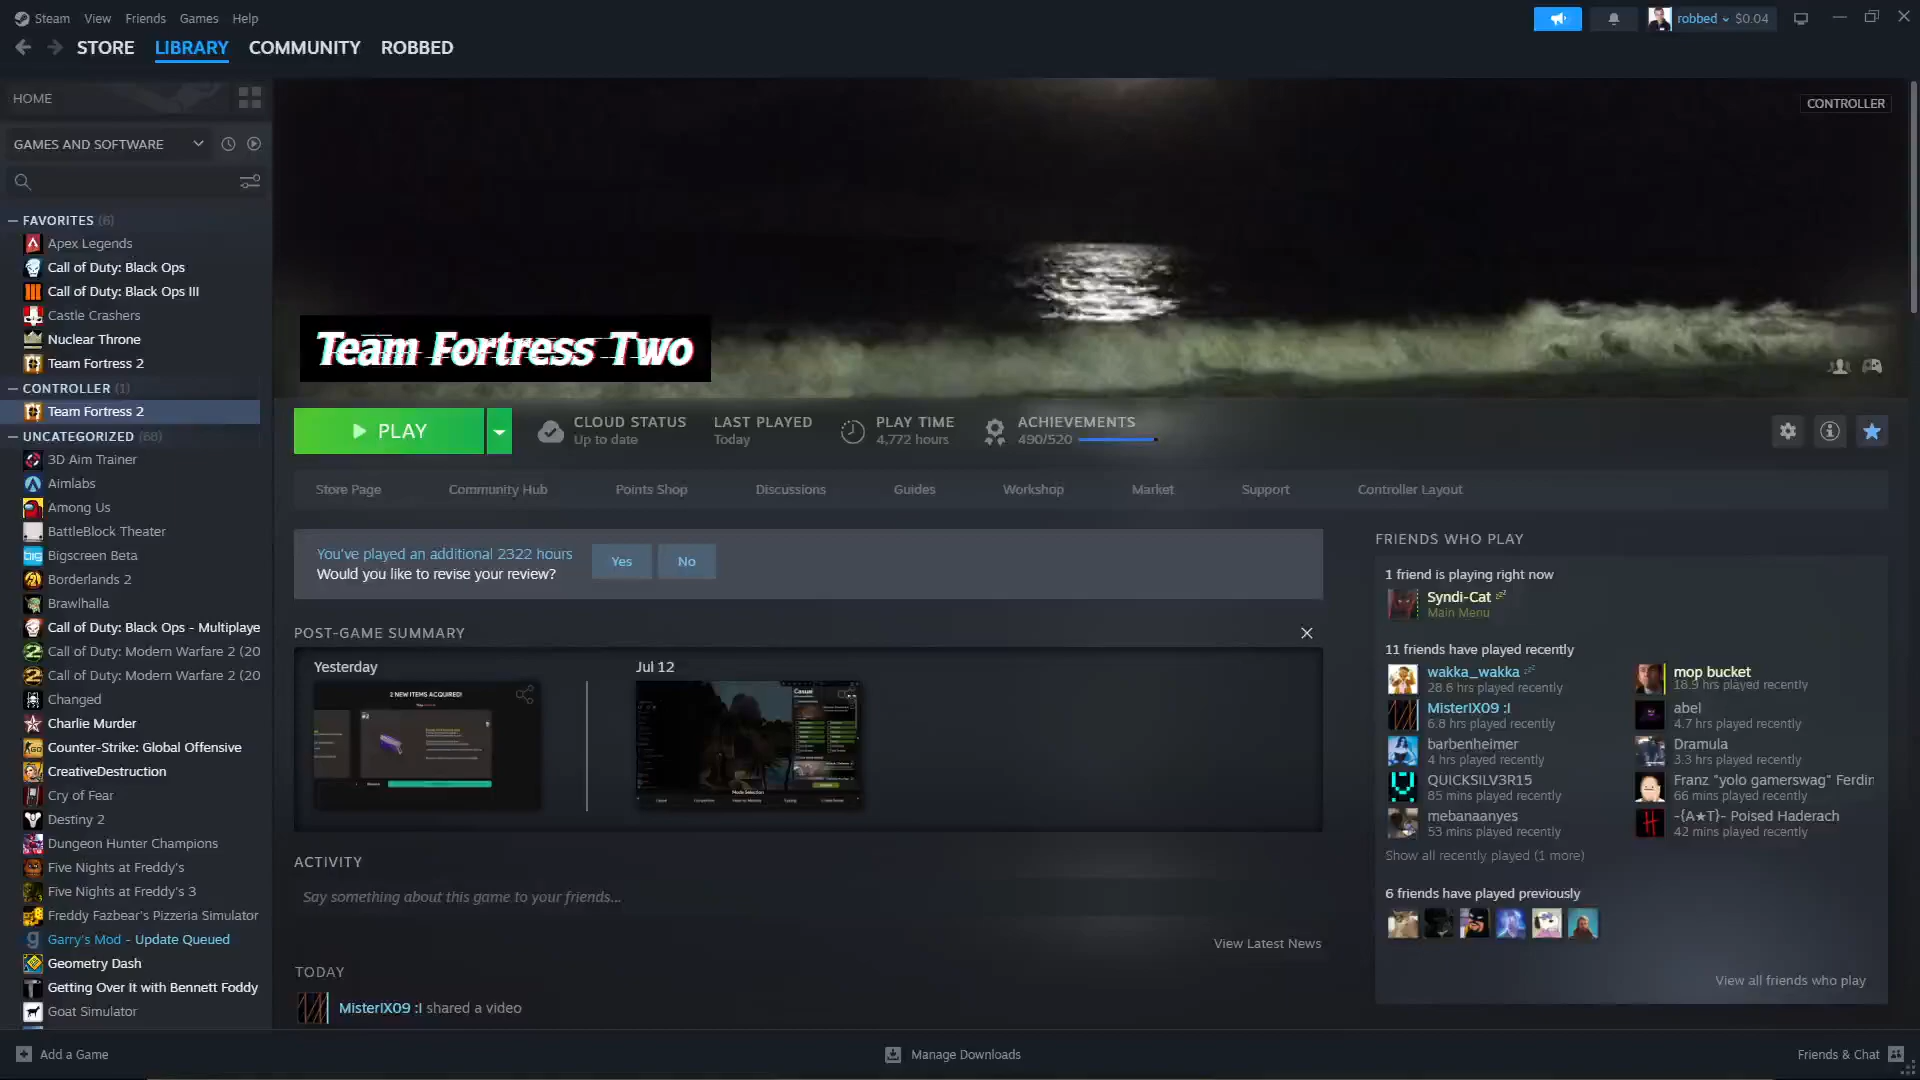 Steam View Friends Games Help
robbed $0.04
STORE LIBRARY COMMUNITY ROBBED
HOME
CONTROLLER
GAMES AND SOFTWARE
FAVORITES (6)
Apex Legends
Call of Duty: Black Ops
Call of Duty: Black Ops III
Castle Crashers
Nuclear Throne
Team Fortress 2
CONTROLLER (1)
Team Fortress 2
UNCATEGORIZED (68)
3D Aim Trainer
Aimlabs
Among Us
BattleBlock Theater
Bigscreen Beta
Borderlands 2
Brawlhalla
Call of Duty: Black Ops - Multiplaye
Call of Duty: Modern Warfare 2 (20
Call of Duty: Modern Warfare 2 (20
Changed
Charlie Murder
Counter-Strike: Global Offensive
CreativeDestruction
Cry of Fear
Destiny 2
Dungeon Hunter Champions
Five Nights at Freddy's
Five Nights at Freddy's 3
Freddy Fazbear's Pizzeria Simulator
Garry's Mod - Update Queued
Geometry Dash
Getting Over It with Bennett Foddy
Goat Simulator
Team Fortress Two
PLAY
CLOUD STATUS
Up to date
LAST PLAYED
Today
PLAY TIME
4,772 hours
ACHIEVEMENTS
490/520
Store Page Community Hub Points Shop Discussions Guides Workshop Market Support Controller Layout
You've played an additional 2322 hours
Would you like to revise your review?
Yes No
POST-GAME SUMMARY
Yesterday
2 NEW ITEMS ACQUIRED!
Jul 12
Casual
ACTIVITY
Say something about this game to your friends...
View Latest News
TODAY
MisterIX09 :I shared a video
FRIENDS WHO PLAY
1 friend is playing right now
Syndi-Cat
Main Menu
11 friends have played recently
wakka_wakka
28.6 hrs played recently
mop bucket
18.9 hrs played recently
MisterIX09 :I
6.8 hrs played recently
abel
4.7 hrs played recently
barbenheimer
4 hrs played recently
Dramula
3.3 hrs played recently
QUICKSILV3R15
85 mins played recently
Franz "yolo gamerswag" Ferdin
66 mins played recently
mebanaanyes
53 mins played recently
-{A★T}- Poised Haderach
42 mins played recently
Show all recently played (1 more)
6 friends have played previously
View all friends who play
Add a Game
Manage Downloads
Friends & Chat